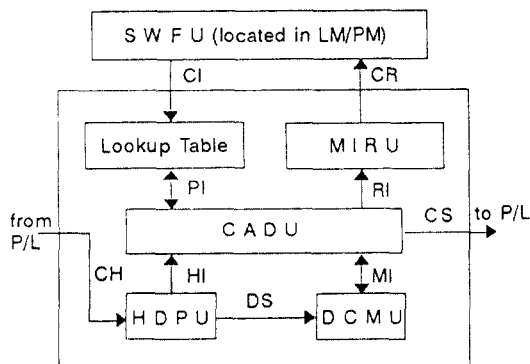 S W F U (located in LM/PM)
CI
CR
Lookup Table
M I R U
PI
RI
from
P/L
C A D U
CS
to P/L
CH
HI
DS
MI
H D P U
D C M U